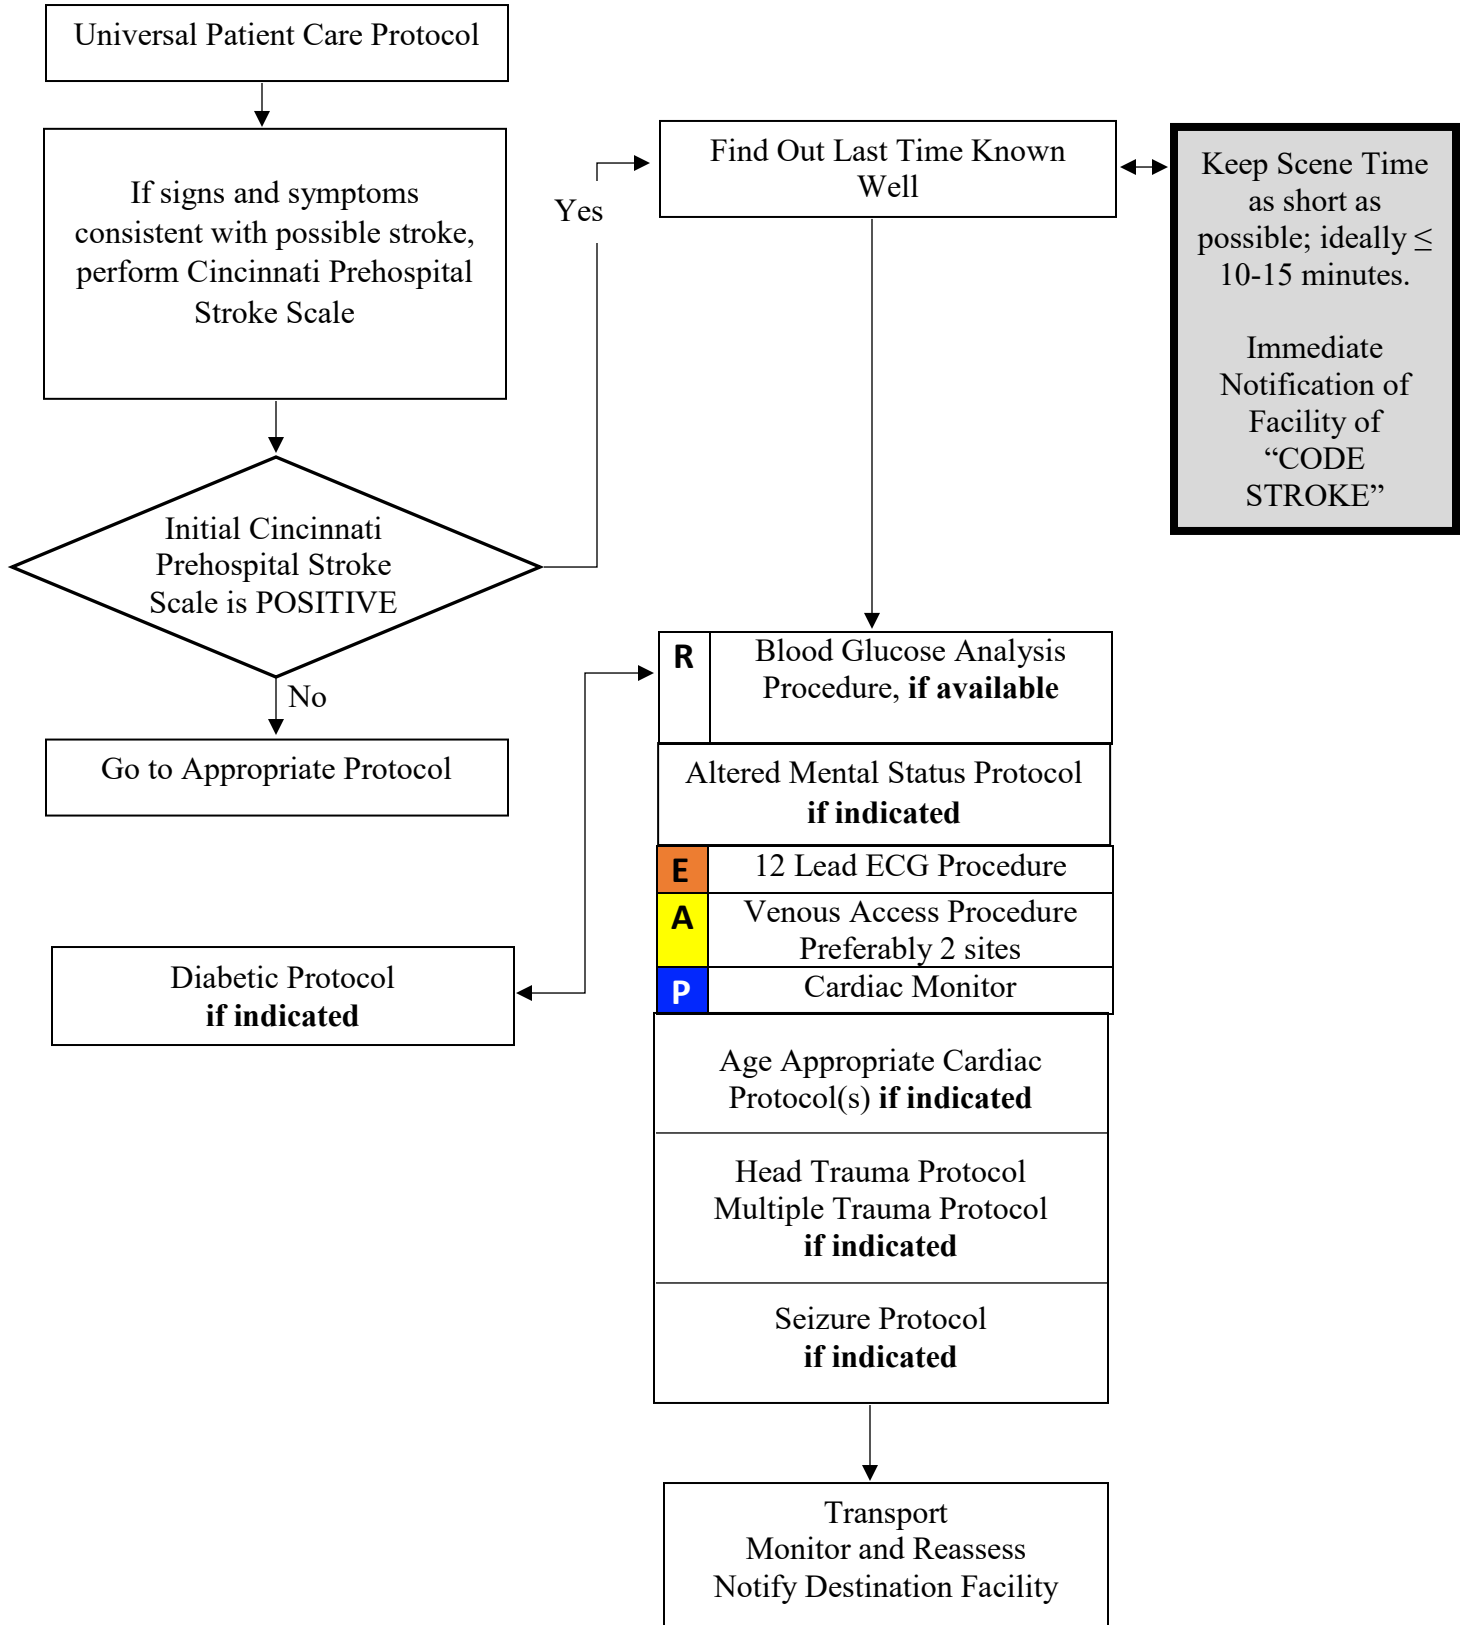 Universal Patient Care Protocol
If signs and symptoms
consistent with possible stroke,
perform Cincinnati Prehospital
Stroke Scale
Initial Cincinnati
Prehospital Stroke
Scale is POSITIVE
Yes
No
Go to Appropriate Protocol
Diabetic Protocol
if indicated
Find Out Last Time Known
Well
Keep Scene Time
as short as
possible; ideally ≤
10-15 minutes.
Immediate
Notification of
Facility of
“CODE
STROKE”
R
Blood Glucose Analysis
Procedure, if available
Altered Mental Status Protocol
if indicated
E
12 Lead ECG Procedure
A
Venous Access Procedure
Preferably 2 sites
P
Cardiac Monitor
Age Appropriate Cardiac
Protocol(s) if indicated
Head Trauma Protocol
Multiple Trauma Protocol
if indicated
Seizure Protocol
if indicated
Transport
Monitor and Reassess
Notify Destination Facility